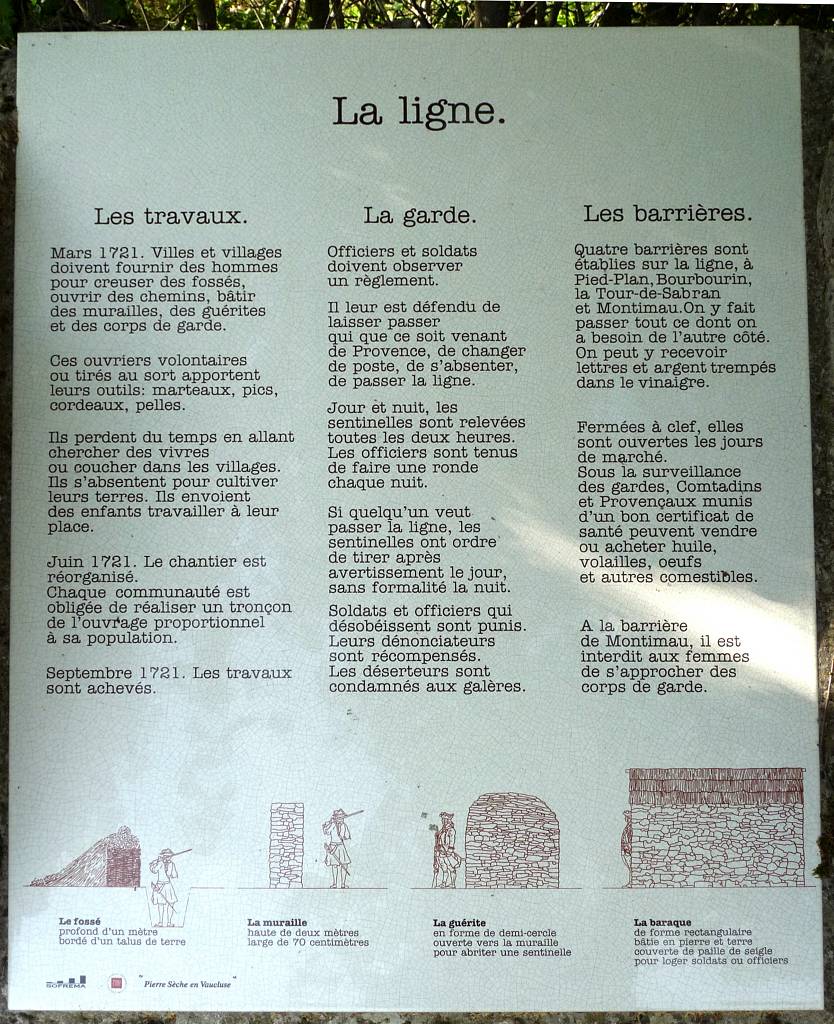 La ligne.
Les travaux.
Mars 1721. Villes et villages
doivent fournir des hommes
pour creuser des fossés,
ouvrir des chemins, bâtir
des murailles, des guérites
et des corps de garde.
Ces ouvriers volontaires
ou tirés au sort apportent
leurs outils: marteaux, pics,
cordeaux, pelles.
Ils perdent du temps en allant
chercher des vivres
ou coucher dans les villages.
Ils s'absentent pour cultiver
leurs terres. Ils envoient
des enfants travailler à leur
place.
Juin 1721. Le chantier est
réorganisé.
Chaque communauté est
obligée de réaliser un tronçon
de l'ouvrage proportionnel
à sa population.
Septembre 1721. Les travaux
sont achevés.
La garde.
Officiers et soldats
doivent observer
un règlement.
Il leur est défendu de
laisser passer
qui que ce soit venant
de Provence, de changer
de poste, de s'absenter,
de passer la ligne.
Jour et nuit, les
sentinelles sont relevées
toutes les deux heures.
Les officiers sont tenus
de faire une ronde
chaque nuit.
Si quelqu'un veut
passer la ligne, les
sentinelles ont ordre
de tirer après
avertissement le jour,
sans formalité la nuit.
Soldats et officiers qui
désobéissent sont punis.
Leurs dénonciateurs
sont récompensés.
Les déserteurs sont
condamnés aux galères.
Les barrières.
Quatre barrières sont
établies sur la ligne, à
Pied-Plan, Bourbourin,
la Tour-de-Sabran
et Montimau. On y fait
passer tout ce dont on
a besoin de l'autre côté.
On peut y recevoir
lettres et argent trempés
dans le vinaigre.
Fermées à clef, elles
sont ouvertes les jours
de marché.
Sous la surveillance
des gardes, Comtadins
et Provençaux munis
d'un bon certificat de
santé peuvent vendre
ou acheter huile,
volailles, oeufs
et autres comestibles.
A la barrière
de Montimau, il est
interdit aux femmes
de s'approcher des
corps de garde.
Le fossé
profond d'un mètre
bordé d'un talus de terre
La muraille
haute de deux mètres
large de 70 centimètres
La guérite
en forme de demi-cercle
ouverte vers la muraille
pour abriter une sentinelle
La baraque
de forme rectangulaire
bâtie en pierre et terre
couverte de paille de seigle
pour loger soldats ou officiers
SOFREMA
"Pierre Sèche en Vaucluse"